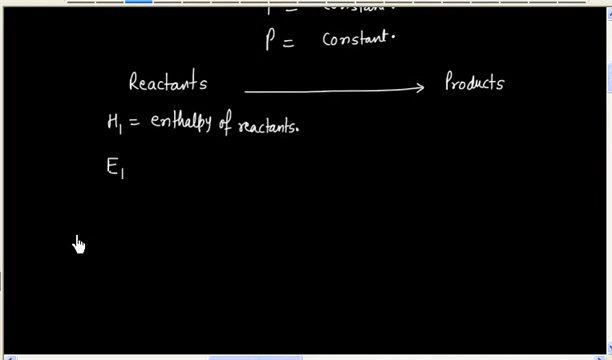 P = Constant.
Reactants → Products
H₁ = enthalpy of reactants.
E₁